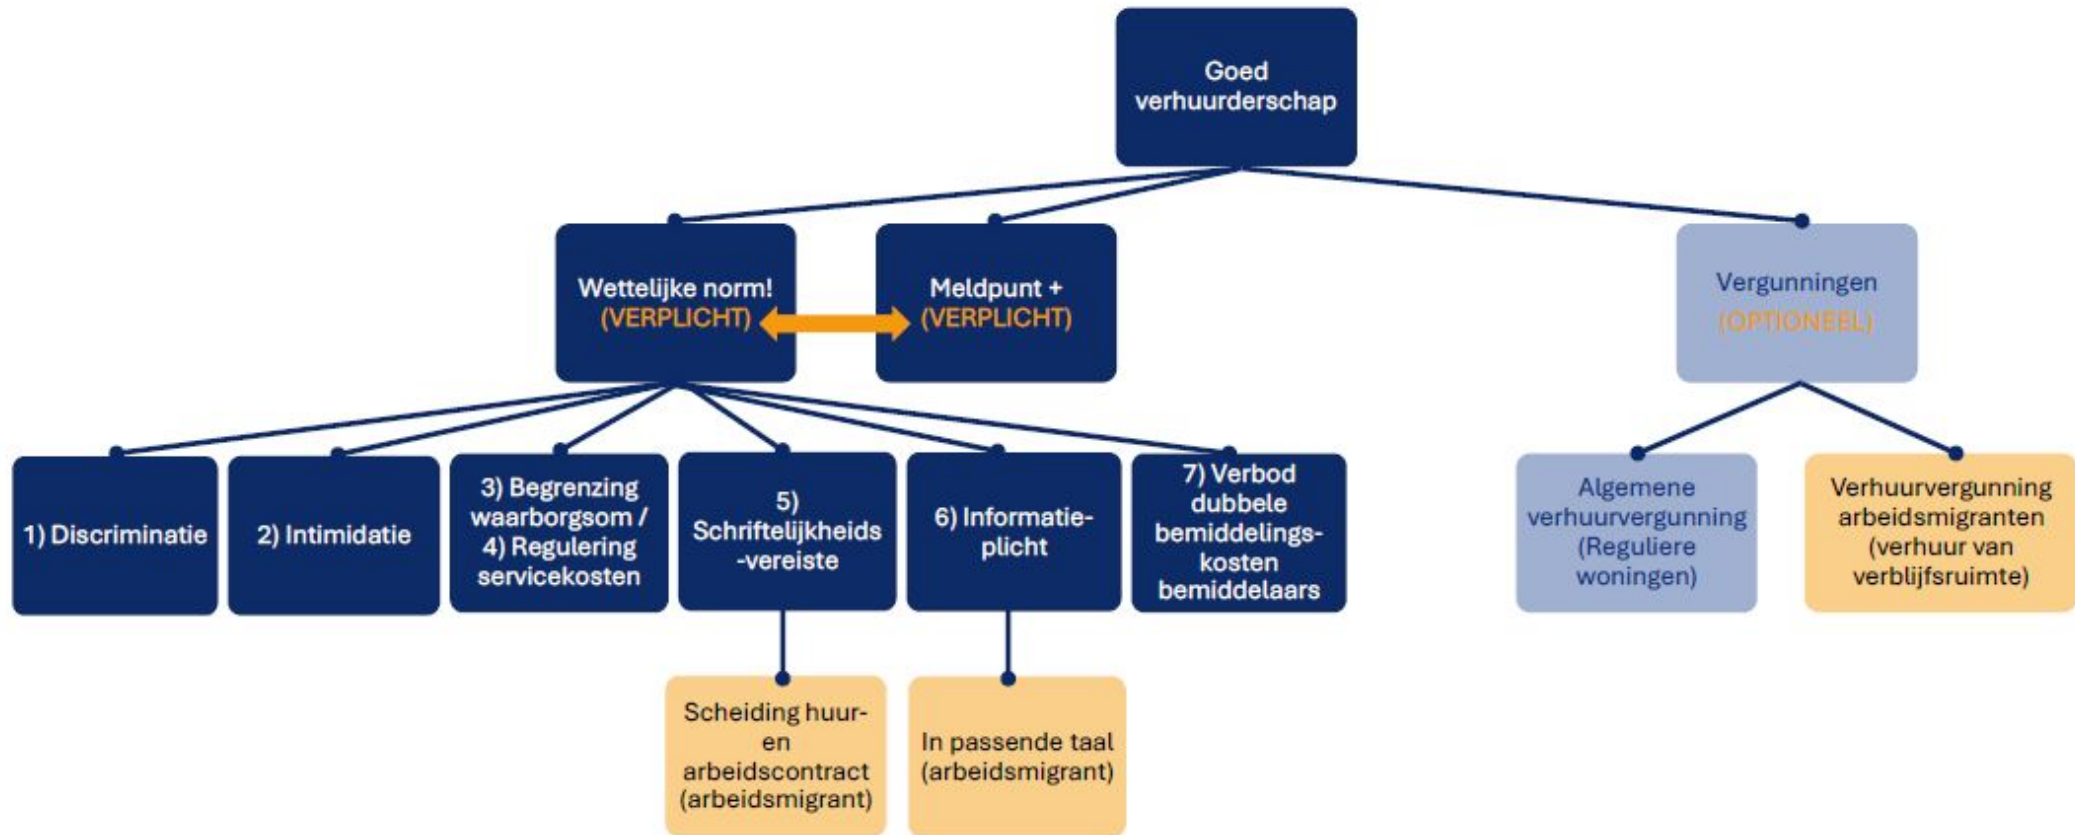 Goed
verhuurderschap
Wettelijke norm!
(VERPLICHT)
Meldpunt +
(VERPLICHT)
Vergunningen
(OPTIONEEL)
1) Discriminatie
2) Intimidatie
3) Begrenzing
waarborgsom /
4) Regulering
servicekosten
5)
Schriftelijkheids
-vereiste
6) Informatie-
plicht
7) Verbod
dubbele
bemiddelings-
kosten
bemiddelaars
Algemene
verhuurvergunning
(Reguliere
woningen)
Verhuurvergunning
arbeidsmigranten
(verhuur van
verblijfsruimte)
Scheiding huur-
en
arbeidscontract
(arbeidsmigrant)
In passende taal
(arbeidsmigrant)